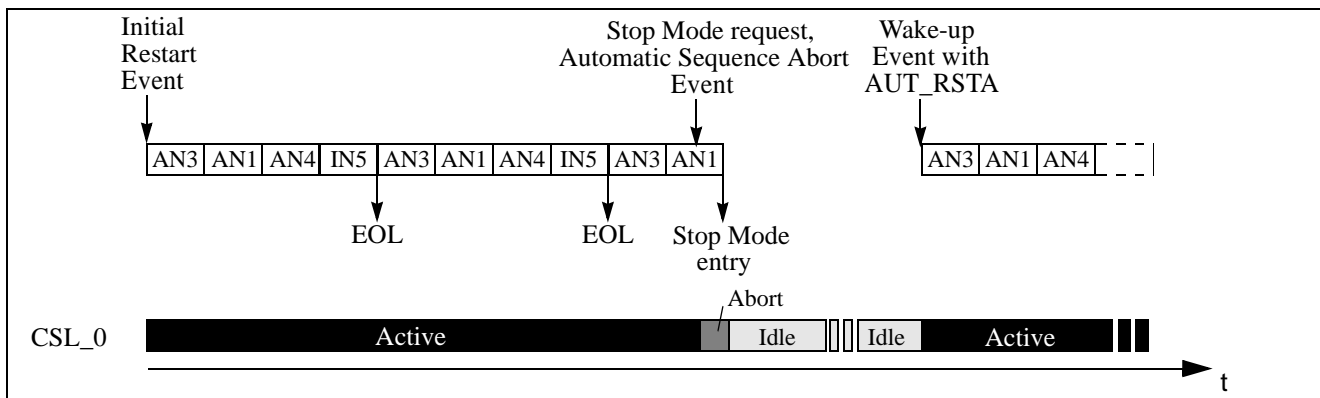 Initial
Restart
Event
Stop Mode request,
Automatic Sequence Abort
Event
Wake-up
Event with
AUT_RSTA
AN3 AN1 AN4 IN5 AN3 AN1 AN4 IN5 AN3 AN1
AN3 AN1 AN4
EOL
EOL
Stop Mode
entry
Abort
CSL_0
Active
Idle
Idle
Active
t